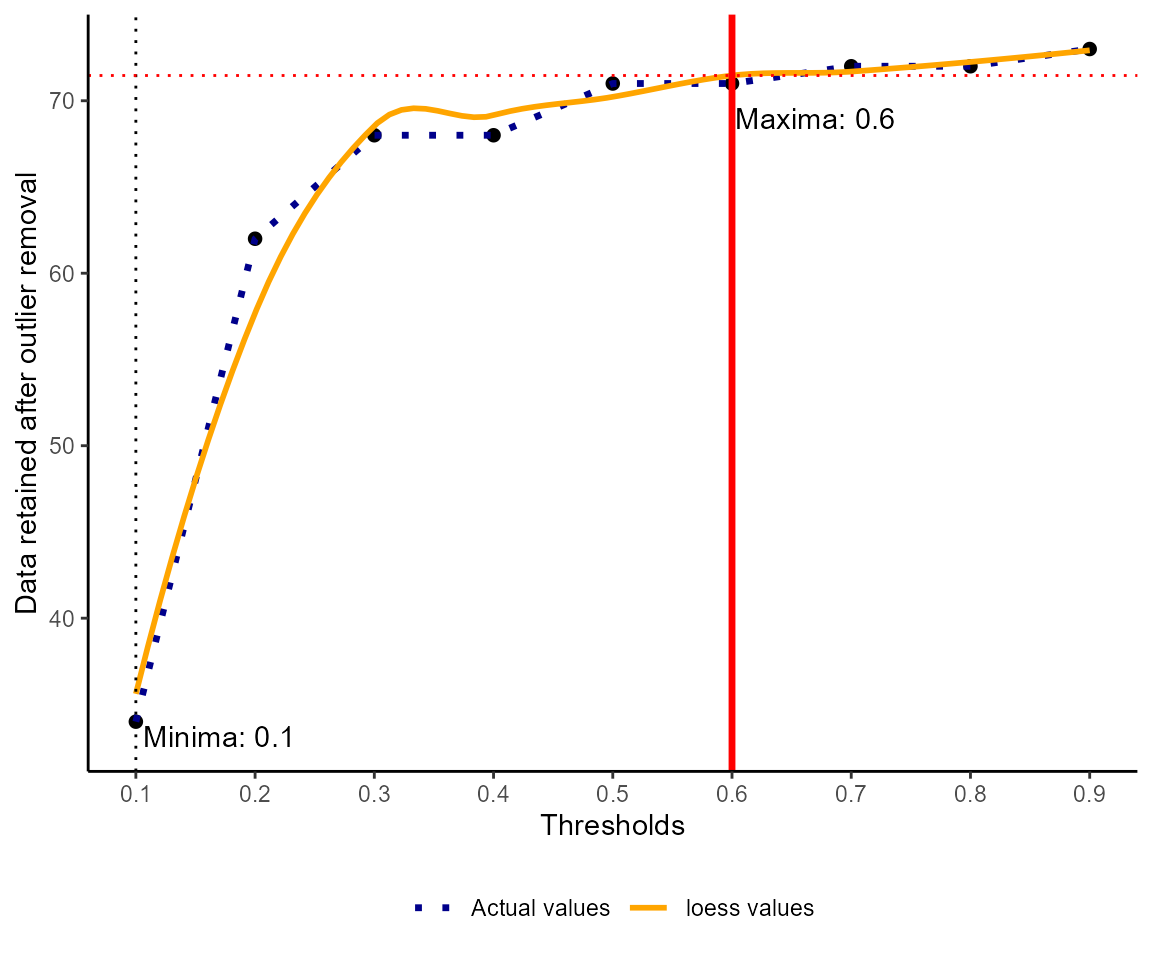 Data retained after outlier removal
70
60
50
40
Maxima: 0.6
Minima: 0.1
0.1 0.2 0.3 0.4 0.5 0.6 0.7 0.8 0.9
Thresholds
Actual values loess values